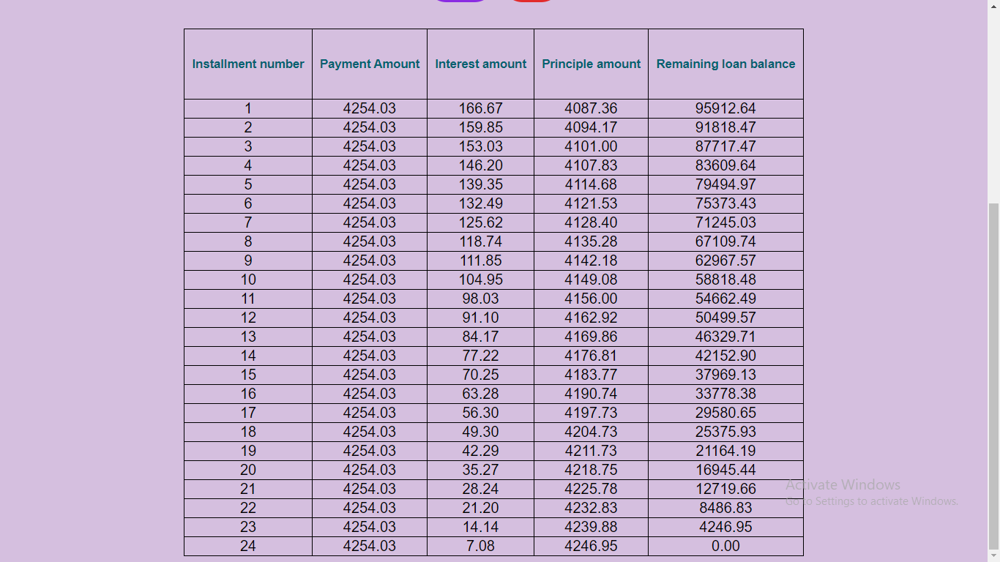 Installment number Payment Amount Interest amount Principle amount Remaining loan balance
1 4254.03 166.67 4087.36 95912.64
2 4254.03 159.85 4094.17 91818.47
3 4254.03 153.03 4101.00 87717.47
4 4254.03 146.20 4107.83 83609.64
5 4254.03 139.35 4114.68 79494.97
6 4254.03 132.49 4121.53 75373.43
7 4254.03 125.62 4128.40 71245.03
8 4254.03 118.74 4135.28 67109.74
9 4254.03 111.85 4142.18 62967.57
10 4254.03 104.95 4149.08 58818.48
11 4254.03 98.03 4156.00 54662.49
12 4254.03 91.10 4162.92 50499.57
13 4254.03 84.17 4169.86 46329.71
14 4254.03 77.22 4176.81 42152.90
15 4254.03 70.25 4183.77 37969.13
16 4254.03 63.28 4190.74 33778.38
17 4254.03 56.30 4197.73 29580.65
18 4254.03 49.30 4204.73 25375.93
19 4254.03 42.29 4211.73 21164.19
20 4254.03 35.27 4218.75 16945.44
21 4254.03 28.24 4225.78 12719.66
22 4254.03 21.20 4232.83 8486.83
23 4254.03 14.14 4239.88 4246.95
24 4254.03 7.08 4246.95 0.00
Activate Windows
Go to Settings to activate Windows.